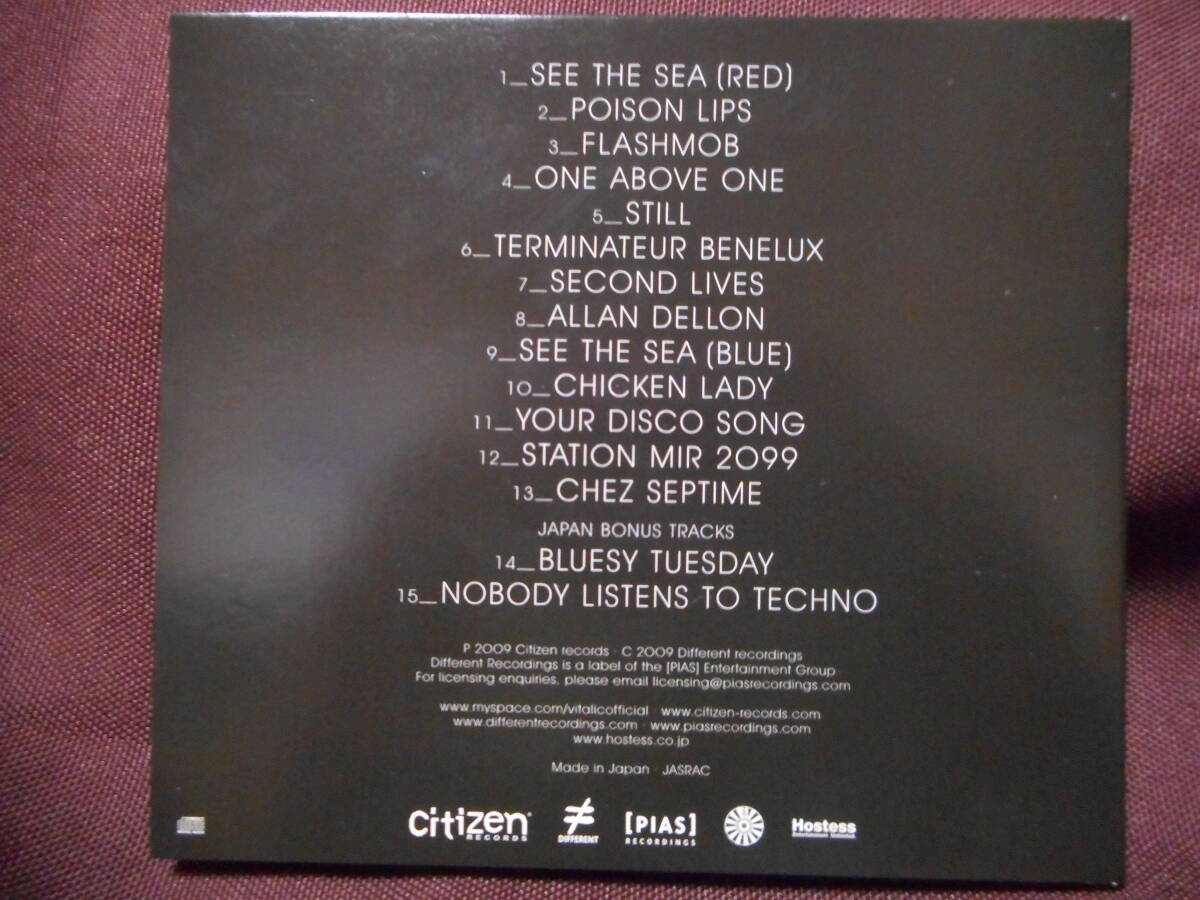 1_SEE THE SEA (RED)
2_POISON LIPS
3_FLASHMOB
4_ONE ABOVE ONE
5_STILL
6_TERMINATEUR BENELUX
7_SECOND LIVES
8_ALLAN DELLON
9_SEE THE SEA (BLUE)
10_CHICKEN LADY
11_YOUR DISCO SONG
12_STATION MIR 2099
13_CHEZ SEPTIME
JAPAN BONUS TRACKS
14_BLUESY TUESDAY
15_NOBODY LISTENS TO TECHNO
P 2009 Citizen records · C 2009 Different recordings
Different Recordings is a label of the [PIAS] Entertainment Group
For licensing enquiries, please email licensing@piasrecordings.com
www.myspace.com/vitalicofficial · www.citizen-records.com
www.differentrecordings.com · www.piasrecordings.com
www.hostess.co.jp
Made in Japan · JASRAC
citizen RECORDS
≠ DIFFERENT
[PIAS] RECORDINGS
Hostess